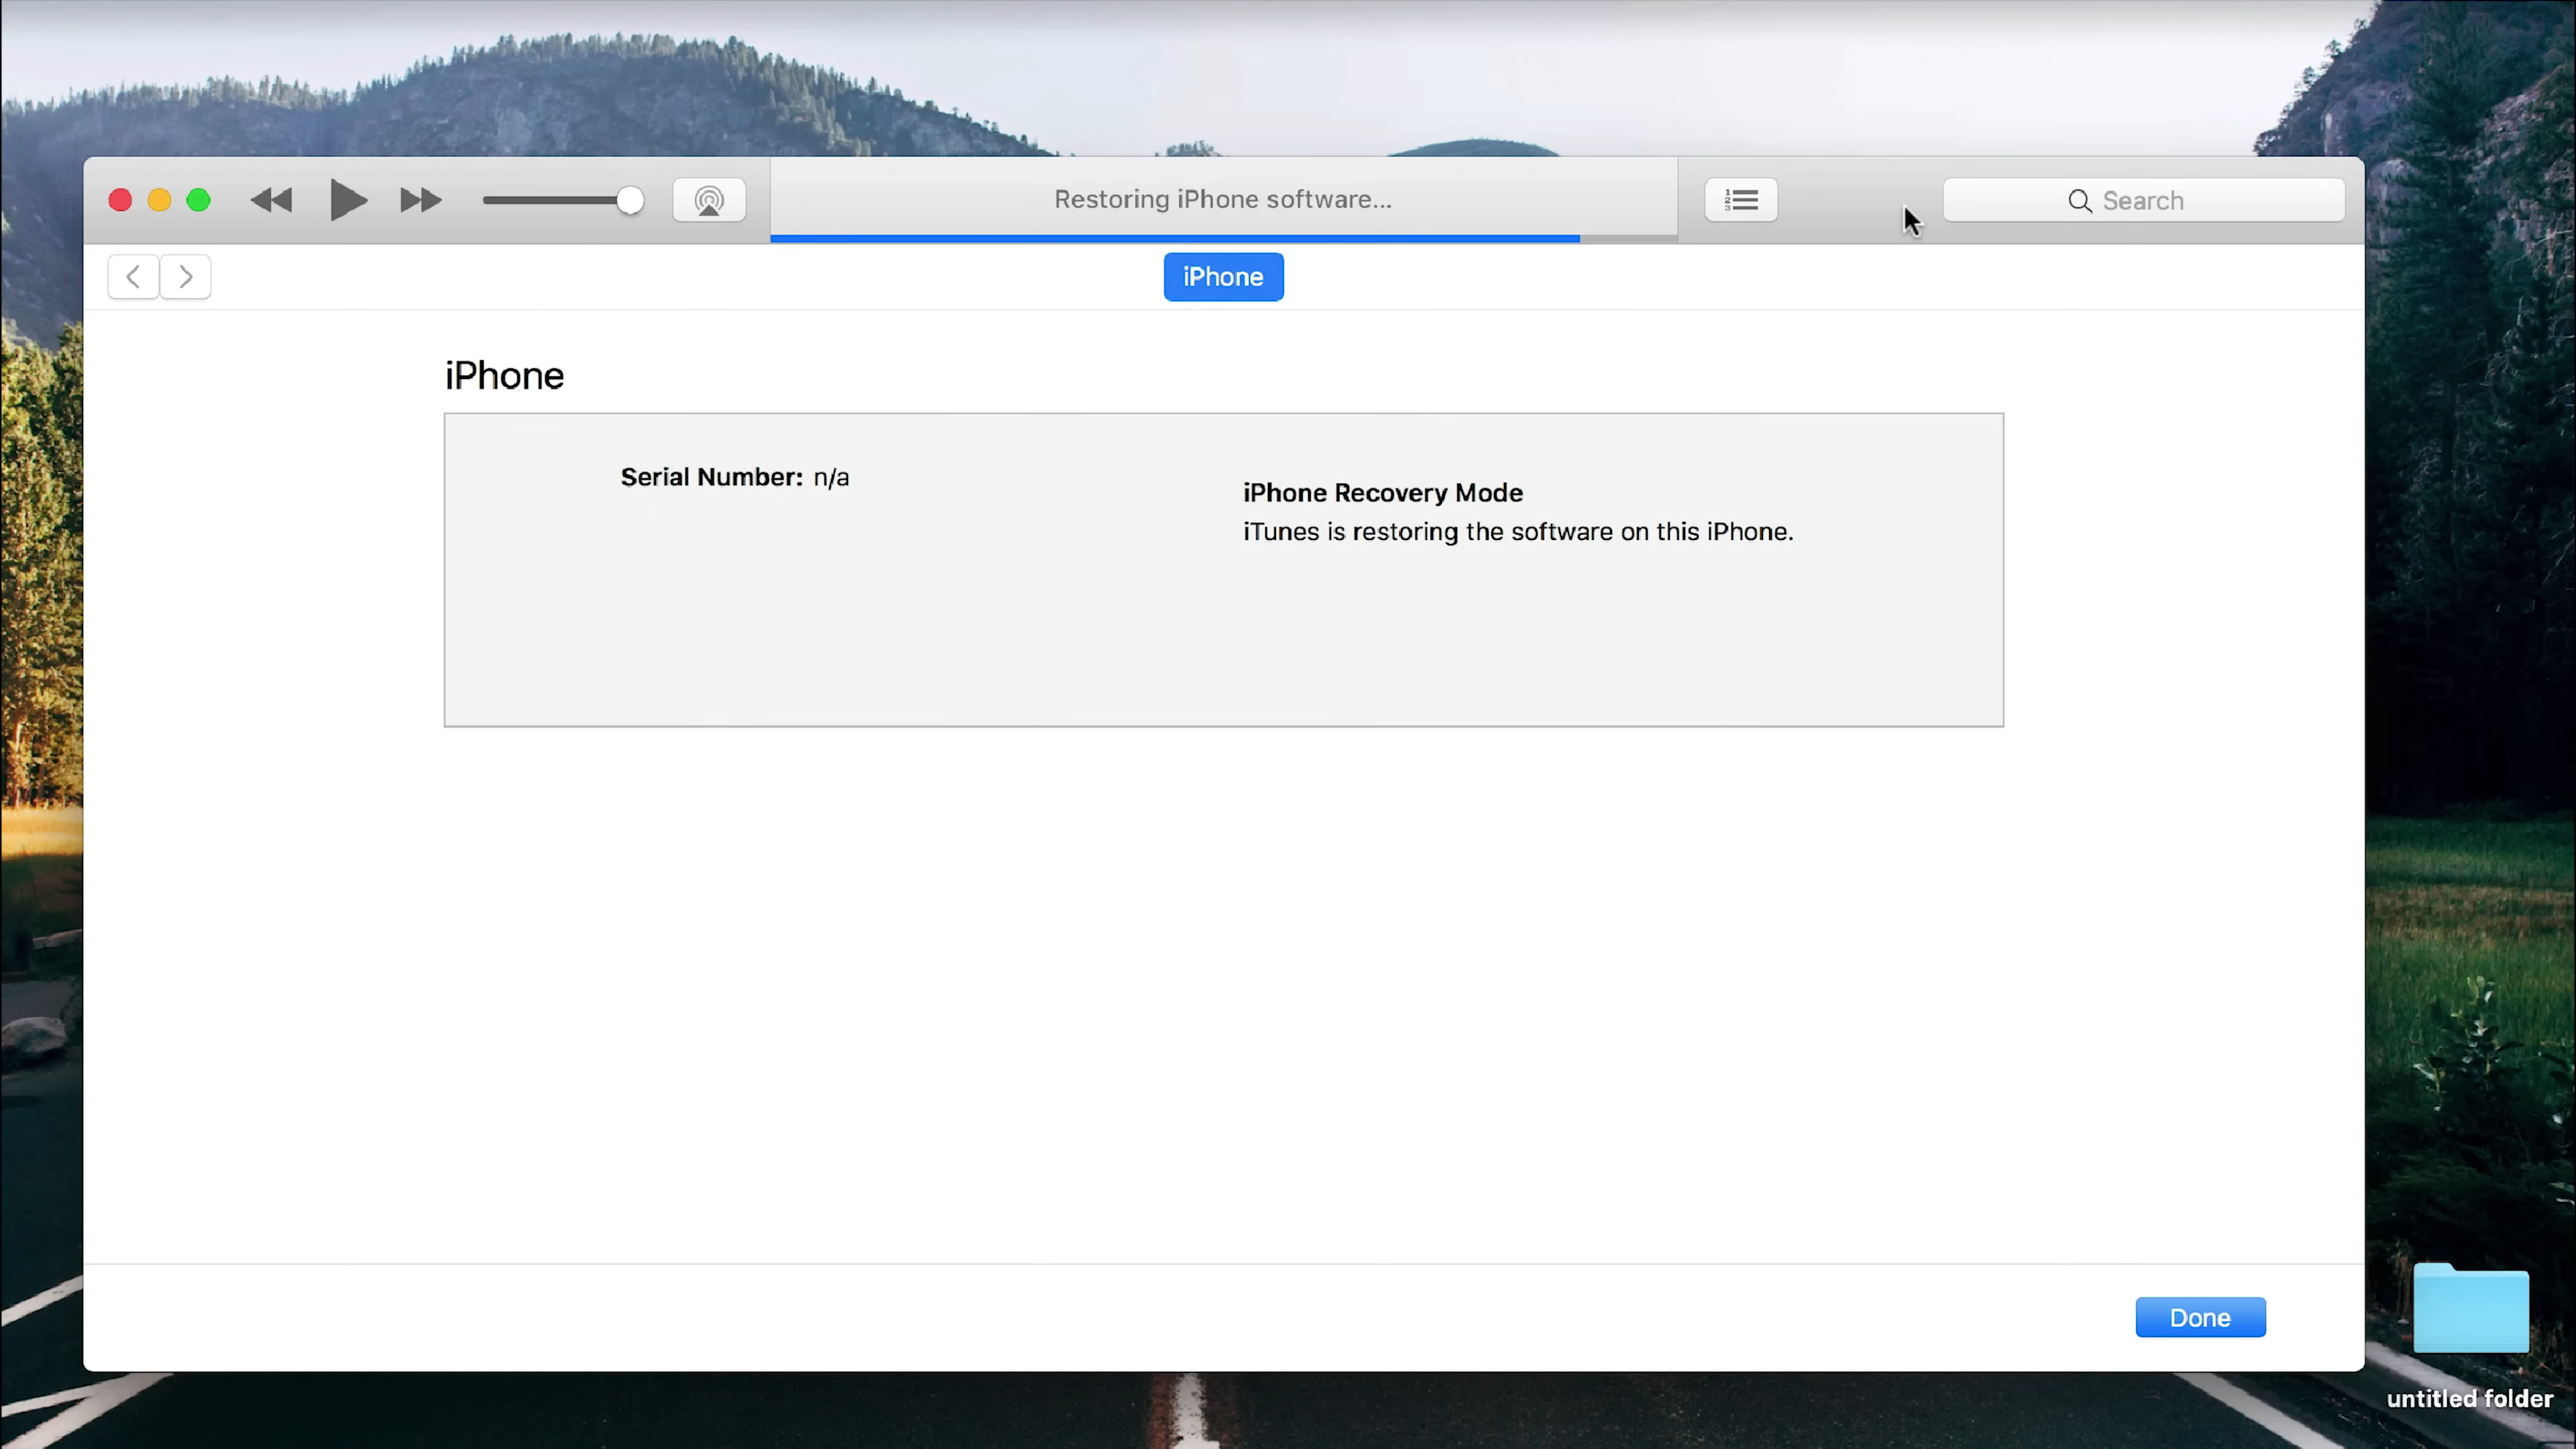 Restoring iPhone software...
Search
iPhone
iPhone
Serial Number: n/a
iPhone Recovery Mode
iTunes is restoring the software on this iPhone.
Done
untitled folder